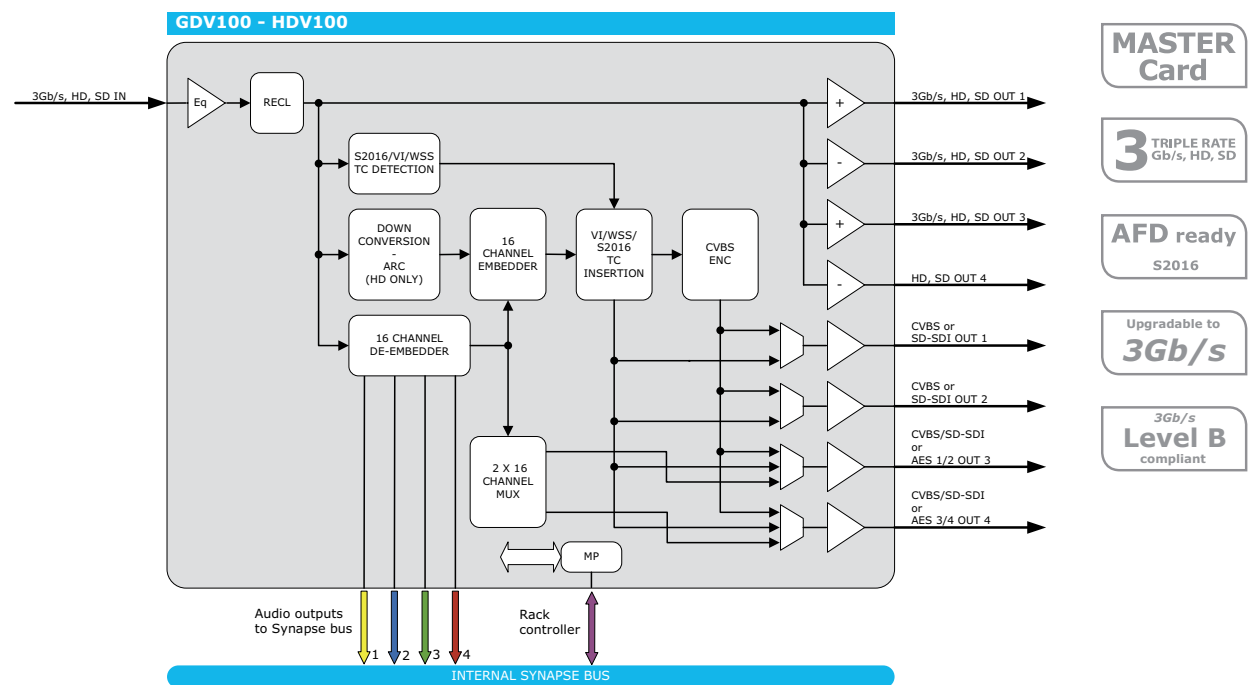 GDV100 - HDV100
3Gb/s, HD, SD IN
Eq
RECL
S2016/VI/WSS
TC DETECTION
DOWN
CONVERSION
-
ARC
(HD ONLY)
16
CHANNEL
EMBEDDER
VI/WSS/
S2016
TC
INSERTION
CVBS
ENC
16 CHANNEL
DE-EMBEDDER
2 X 16
CHANNEL
MUX
MP
+
-
+
-
3Gb/s, HD, SD OUT 1
3Gb/s, HD, SD OUT 2
3Gb/s, HD, SD OUT 3
HD, SD OUT 4
CVBS or
SD-SDI OUT 1
CVBS or
SD-SDI OUT 2
CVBS/SD-SDI
or
AES 1/2 OUT 3
CVBS/SD-SDI
or
AES 3/4 OUT 4
Audio outputs
to Synapse bus
1
2
3
4
Rack
controller
INTERNAL SYNAPSE BUS
MASTER
Card
3 TRIPLE RATE
Gb/s, HD, SD
AFD ready
S2016
Upgradable to
3Gb/s
3Gb/s
Level B
compliant